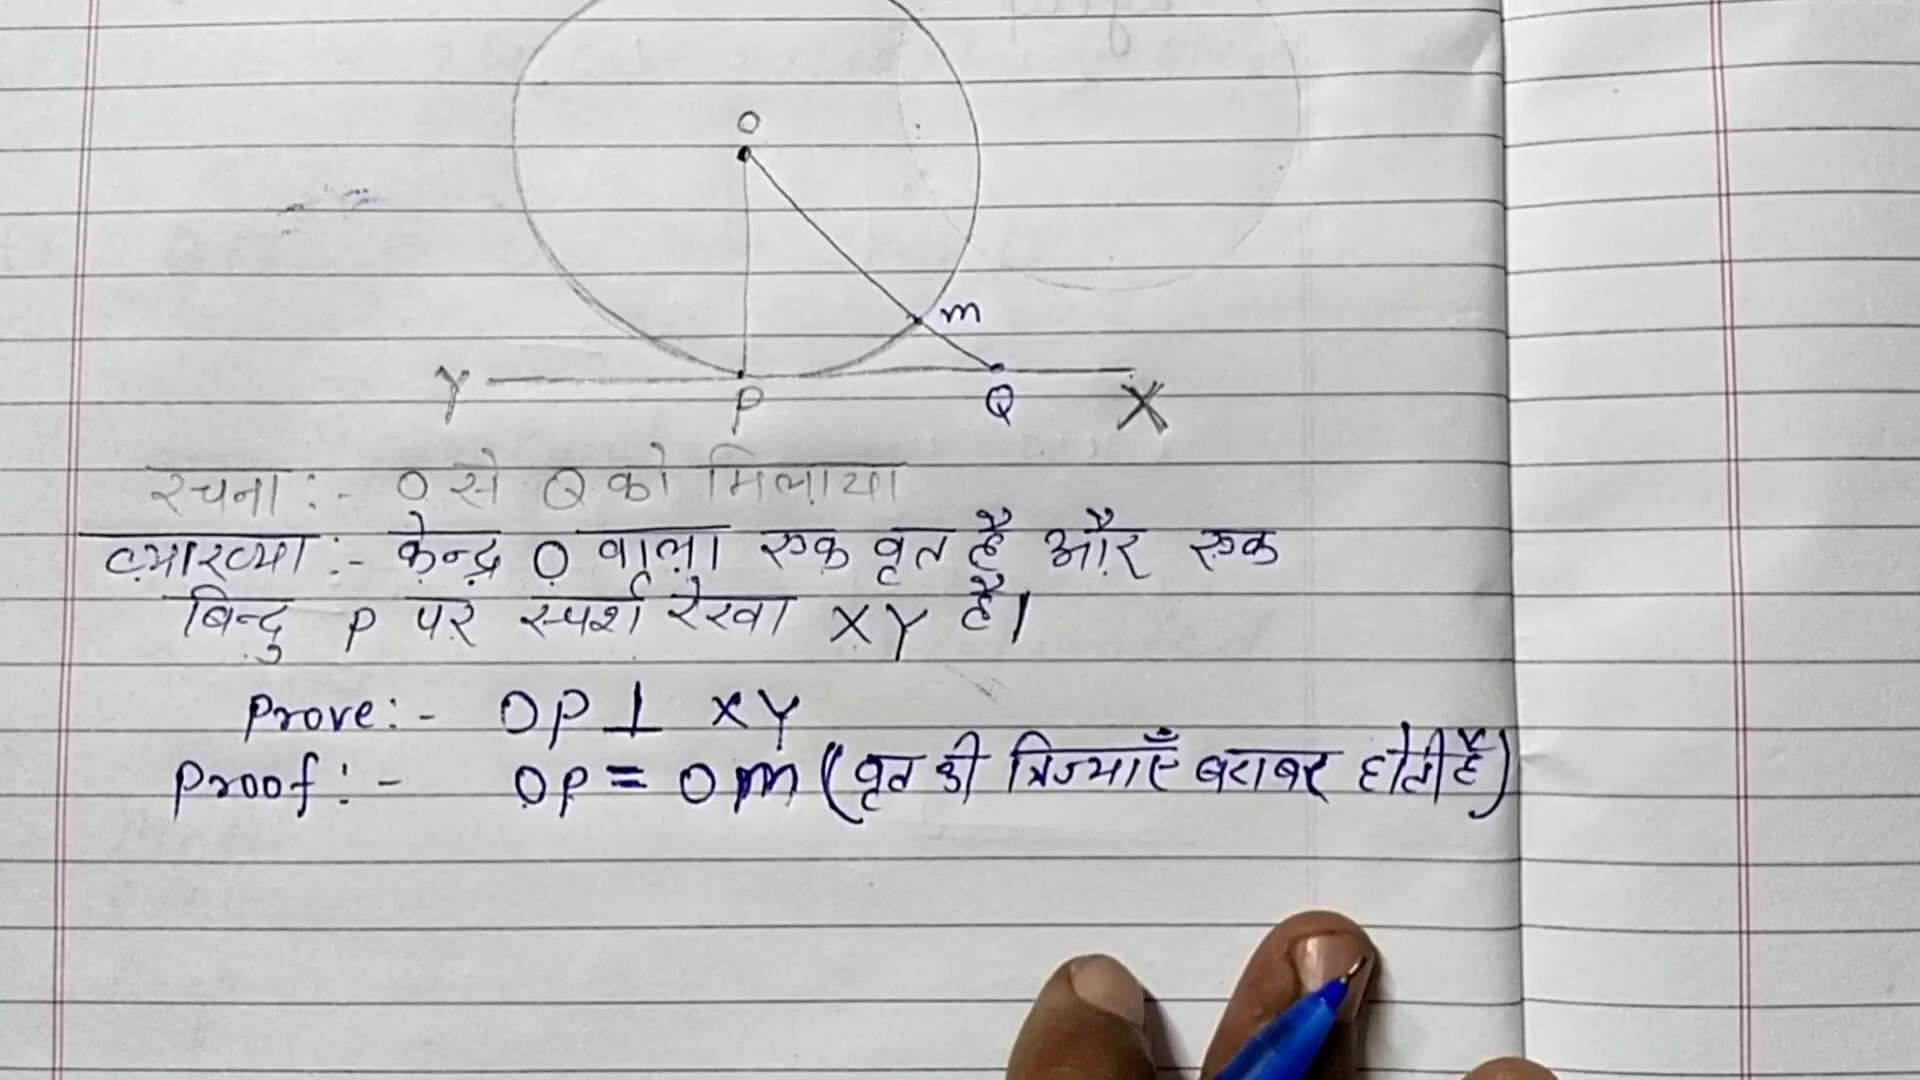 O
m
Y P Q X
रचना :- O से Q को मिलाया
व्याख्या :- केन्द्र O वाला एक वृत है और एक
बिन्दु P पर स्पर्श रेखा XY है।
Prove :- OP ⊥ XY
Proof :- OP = Om (वृत की त्रिज्याएँ बराबर होती है)